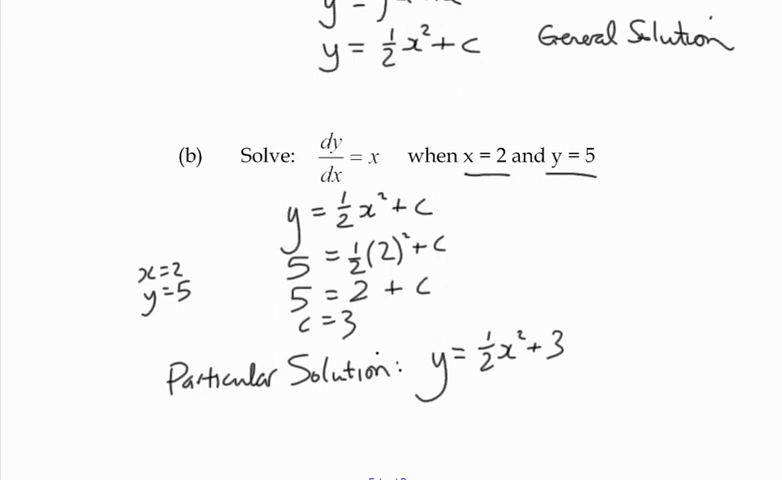 y = ½x² + c General Solution
(b) Solve: dy/dx = x when x = 2 and y = 5
y = ½x² + c
5 = ½(2)² + c
x=2
y=5
5 = 2 + c
c = 3
Particular Solution: y = ½x² + 3